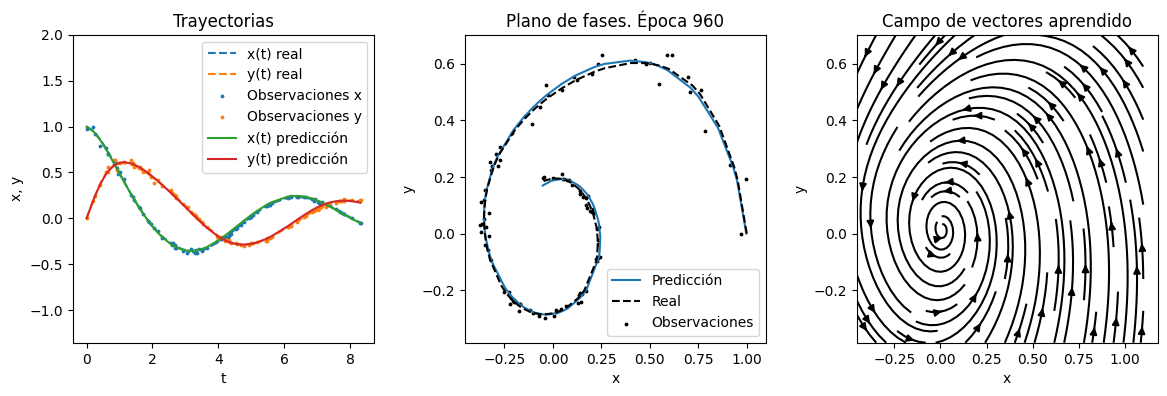 Trayectorias
2.0
1.5
1.0
0.5
0.0
−0.5
−1.0
x, y
0
2
4
6
8
t
x(t) real
y(t) real
Observaciones x
Observaciones y
x(t) predicción
y(t) predicción
Plano de fases. Época 960
0.6
0.4
0.2
0.0
−0.2
y
−0.25
0.00
0.25
0.50
0.75
1.00
x
Predicción
Real
Observaciones
Campo de vectores aprendido
0.6
0.4
0.2
0.0
−0.2
y
−0.25
0.00
0.25
0.50
0.75
1.00
x